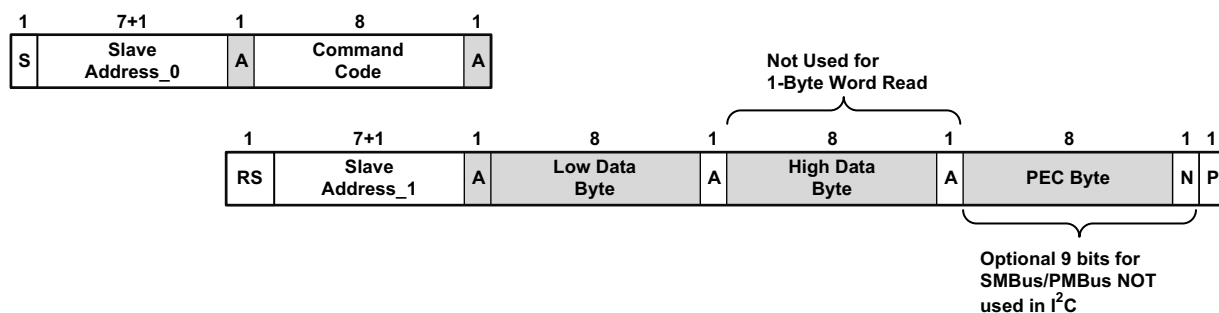 1 7+1 1 8 1
S Slave Address_0 A Command Code A
Not Used for
1-Byte Word Read
1 7+1 1 8 1 8 1 8 1 1
RS Slave Address_1 A Low Data Byte A High Data Byte A PEC Byte N P
Optional 9 bits for
SMBus/PMBus NOT
used in I²C